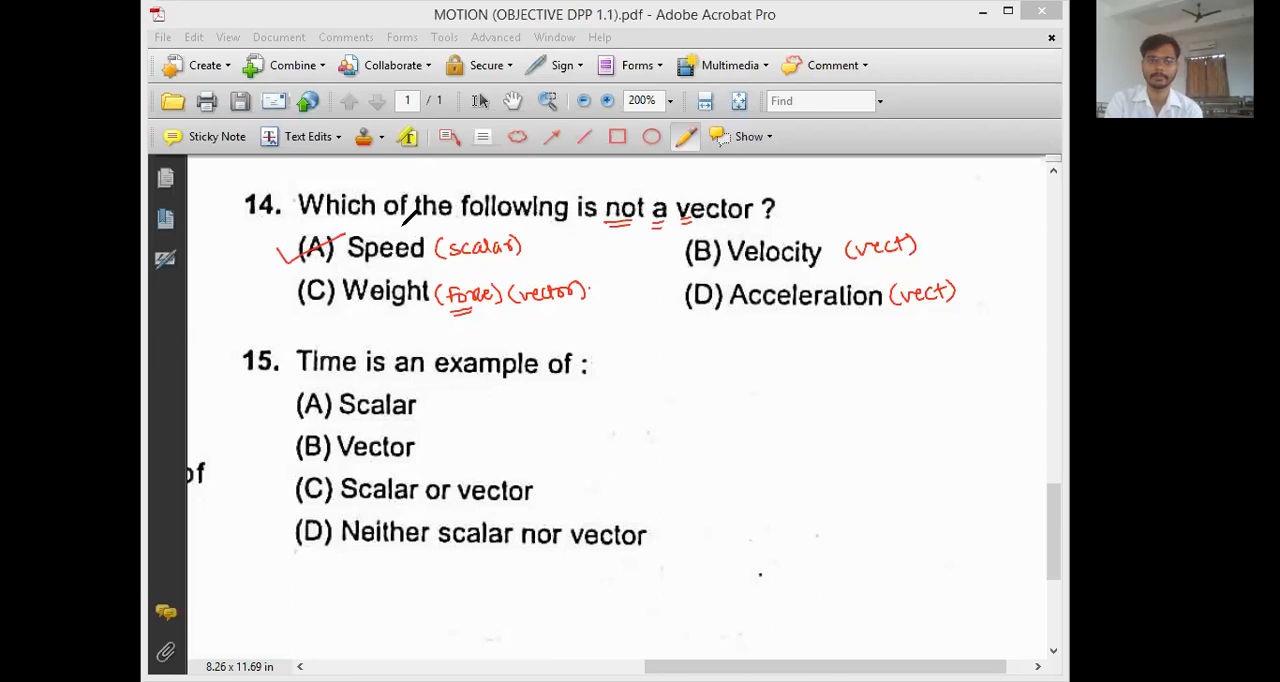 MOTION (OBJECTIVE DPP 1.1).pdf - Adobe Acrobat Pro
File Edit View Document Comments Forms Tools Advanced Window Help
Create Combine Collaborate Secure Sign Forms Multimedia Comment
1 / 1 200% Find
Sticky Note Text Edits Show
14. Which of the following is not a vector ?
(A) Speed (scalar) (B) Velocity (vect)
(C) Weight (force) (vector) (D) Acceleration (vect)
15. Time is an example of :
(A) Scalar
(B) Vector
of
(C) Scalar or vector
(D) Neither scalar nor vector
8.26 x 11.69 in